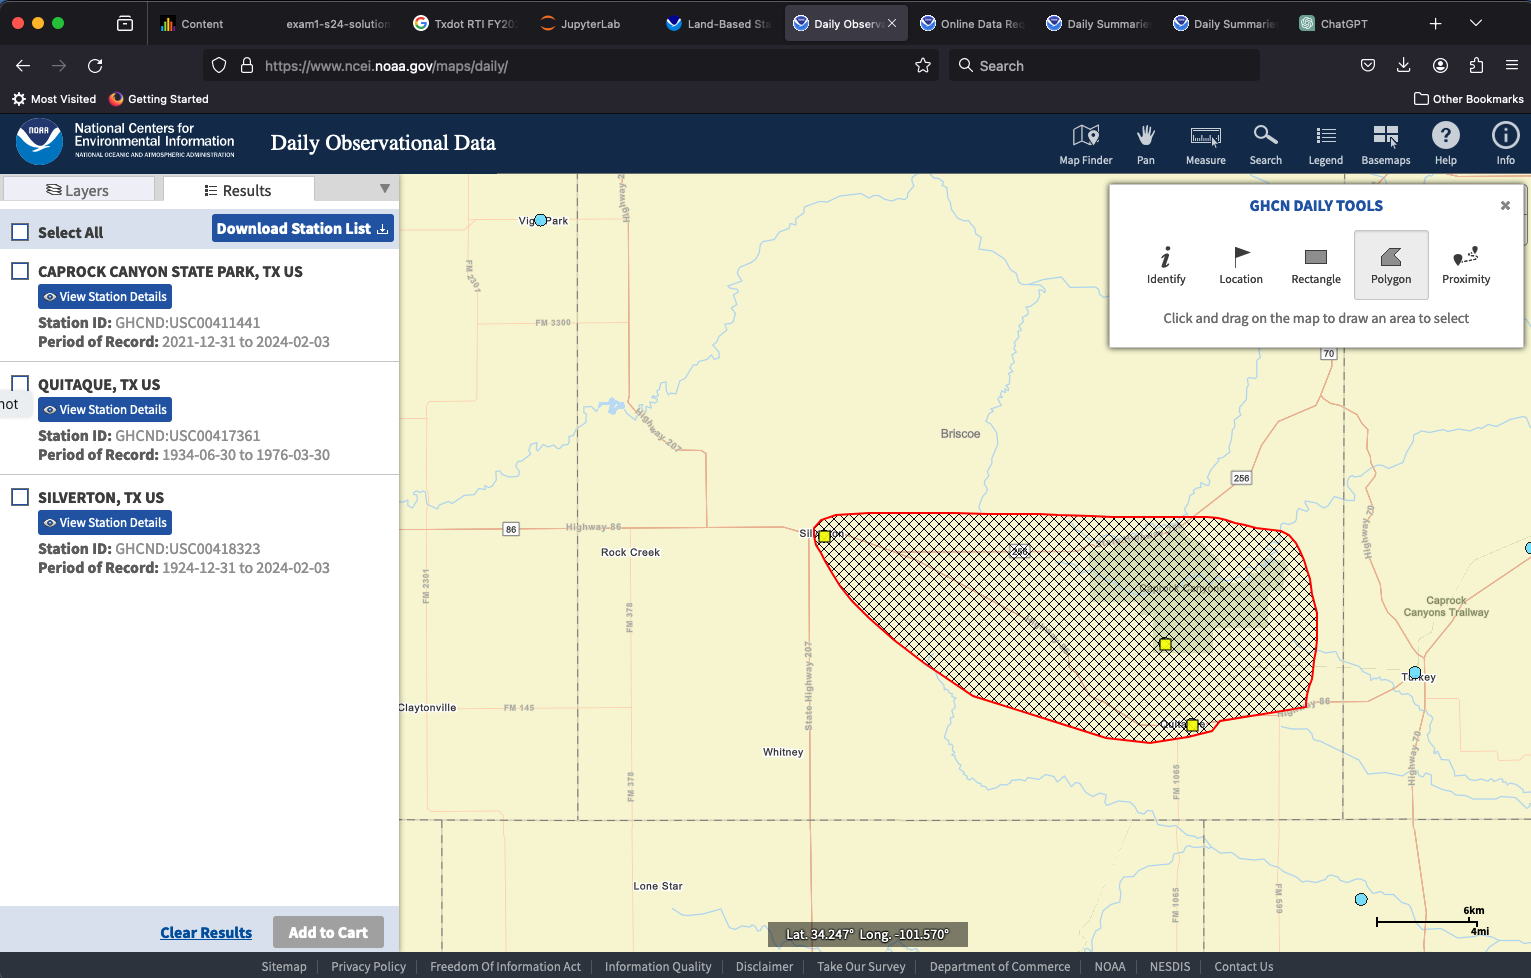 Content
exam1-s24-solution
Txdot RTI FY20
JupyterLab
Land-Based Sta
Daily Observa
Online Data Req
Daily Summarie
Daily Summarie
ChatGPT
https://www.ncei.noaa.gov/maps/daily/
Search
Most Visited
Getting Started
Other Bookmarks
NOAA
National Centers for
Environmental Information
NATIONAL OCEANIC AND ATMOSPHERIC ADMINISTRATION
Daily Observational Data
Map Finder
Pan
Measure
Search
Legend
Basemaps
Help
Info
Layers
Results
Select All
Download Station List
CAPROCK CANYON STATE PARK, TX US
View Station Details
Station ID: GHCND:USC00411441
Period of Record: 2021-12-31 to 2024-02-03
QUITAQUE, TX US
not
View Station Details
Station ID: GHCND:USC00417361
Period of Record: 1934-06-30 to 1976-03-30
SILVERTON, TX US
View Station Details
Station ID: GHCND:USC00418323
Period of Record: 1924-12-31 to 2024-02-03
Clear Results
Add to Cart
GHCN DAILY TOOLS
Identify
Location
Rectangle
Polygon
Proximity
Click and drag on the map to draw an area to select
Park
FM 2301
FM 3300
Highway-207
70
Briscoe
256
86
Highway-86
Rock Creek
256
Highway-70
FM 2301
FM 378
Caprock Canyons
Caprock
Canyons Trailway
State-Highway-207
Claytonville
FM 145
Whitney
FM 378
FM 1065
Highway-70
Lone Star
FM 1065
FM 599
Lat. 34.247° Long. -101.570°
6km
4mi
Sitemap
Privacy Policy
Freedom Of Information Act
Information Quality
Disclaimer
Take Our Survey
Department of Commerce
NOAA
NESDIS
Contact Us